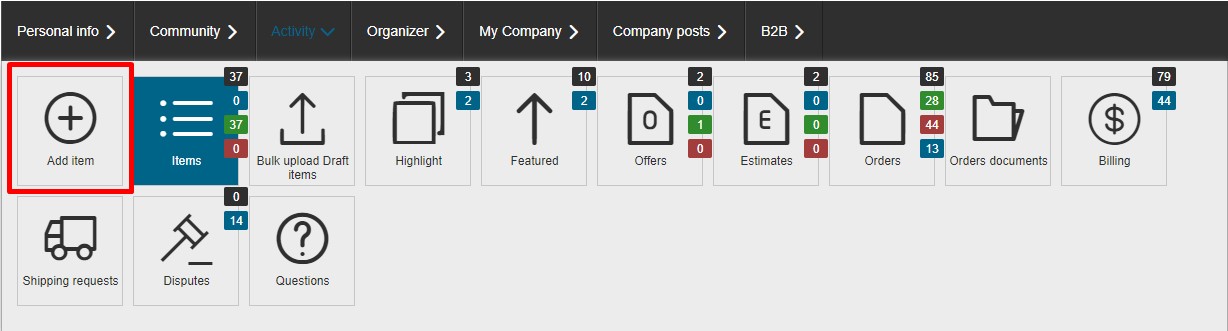 Personal info Community Activity Organizer My Company Company posts B2B
37 3 10 2 2 85 79
0 2 2 0 0 28 44
37 1 0 44
0 0 0 13
O E $
Add item Items Bulk upload Draft items Highlight Featured Offers Estimates Orders Orders documents Billing
0
14
?
Shipping requests Disputes Questions